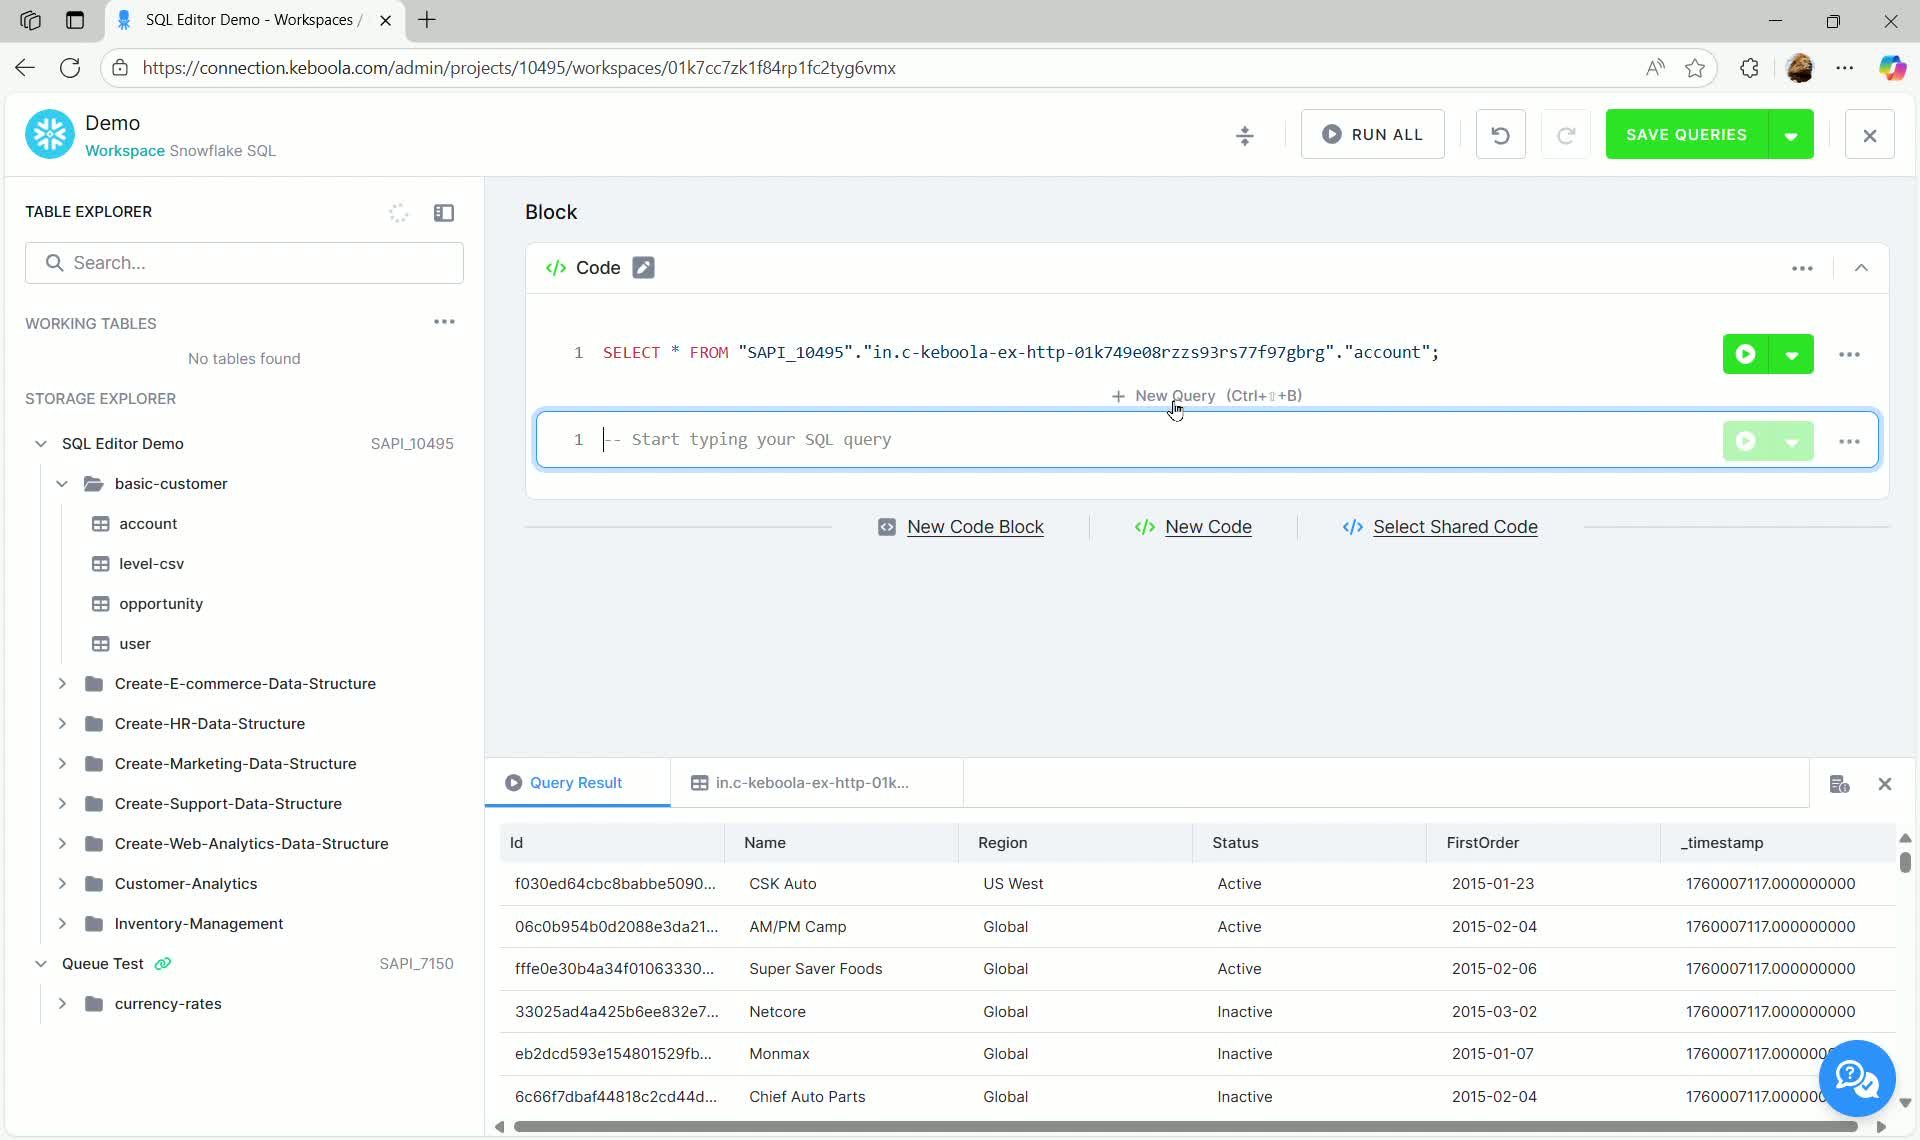 SQL Editor Demo - Workspaces /
https://connection.keboola.com/admin/projects/10495/workspaces/01k7cc7zk1f84rp1fc2tyg6vmx
Demo
Workspace Snowflake SQL
RUN ALL
SAVE QUERIES
TABLE EXPLORER
Search...
WORKING TABLES
No tables found
STORAGE EXPLORER
SQL Editor Demo SAPI_10495
basic-customer
account
level-csv
opportunity
user
Create-E-commerce-Data-Structure
Create-HR-Data-Structure
Create-Marketing-Data-Structure
Create-Support-Data-Structure
Create-Web-Analytics-Data-Structure
Customer-Analytics
Inventory-Management
Queue Test SAPI_7150
currency-rates
Block
</> Code
1 SELECT * FROM "SAPI_10495"."in.c-keboola-ex-http-01k749e08rzzs93rs77f97gbrg"."account";
+ New Query (Ctrl+⇧+B)
1 -- Start typing your SQL query
New Code Block </> New Code </> Select Shared Code
Query Result in.c-keboola-ex-http-01k...
Id Name Region Status FirstOrder _timestamp
f030ed64cbc8babbe5090... CSK Auto US West Active 2015-01-23 1760007117.000000000
06c0b954b0d2088e3da21... AM/PM Camp Global Active 2015-02-04 1760007117.000000000
fffe0e30b4a34f01063330... Super Saver Foods Global Active 2015-02-06 1760007117.000000000
33025ad4a425b6ee832e7... Netcore Global Inactive 2015-03-02 1760007117.000000000
eb2dcd593e154801529fb... Monmax Global Inactive 2015-01-07 1760007117.000000
6c66f7dbaf44818c2cd44d... Chief Auto Parts Global Inactive 2015-02-04 1760007117.000000